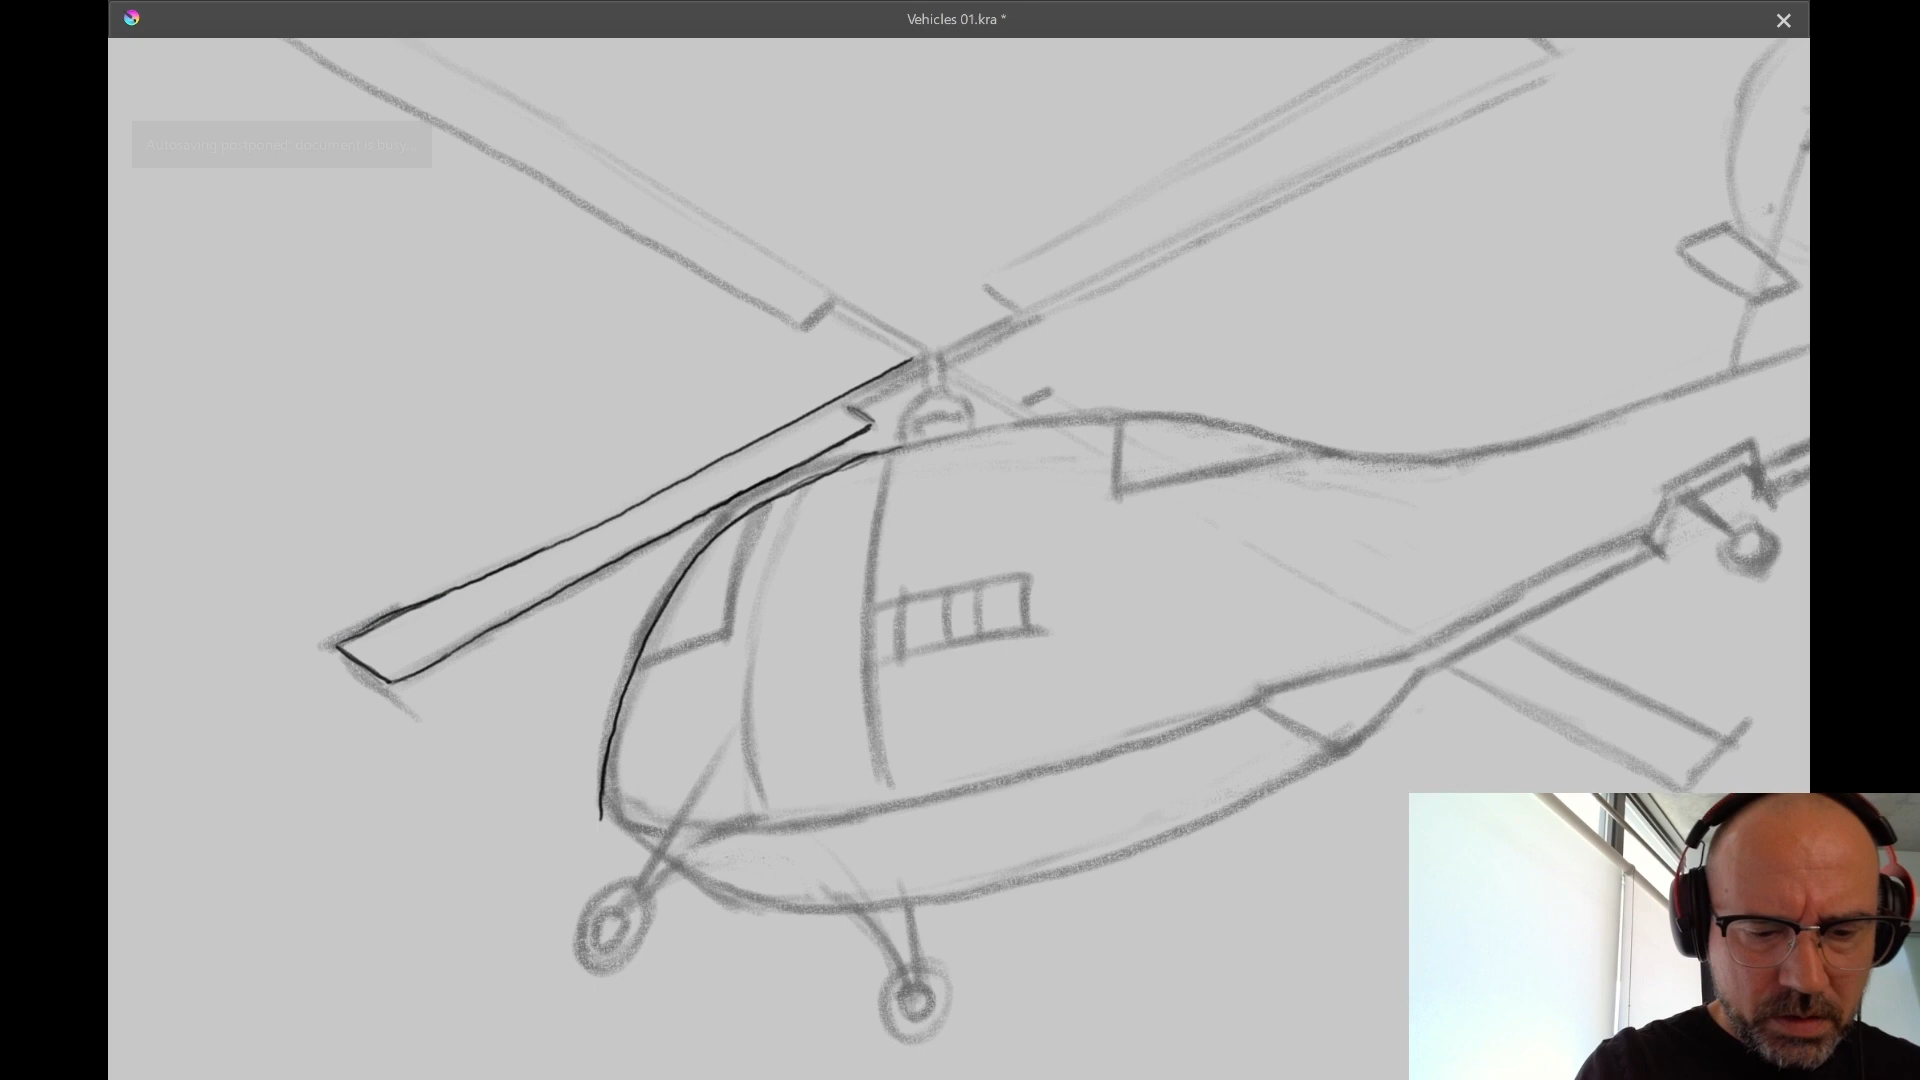 Vehicles 01.kra *
Autosaving postponed: document is busy...